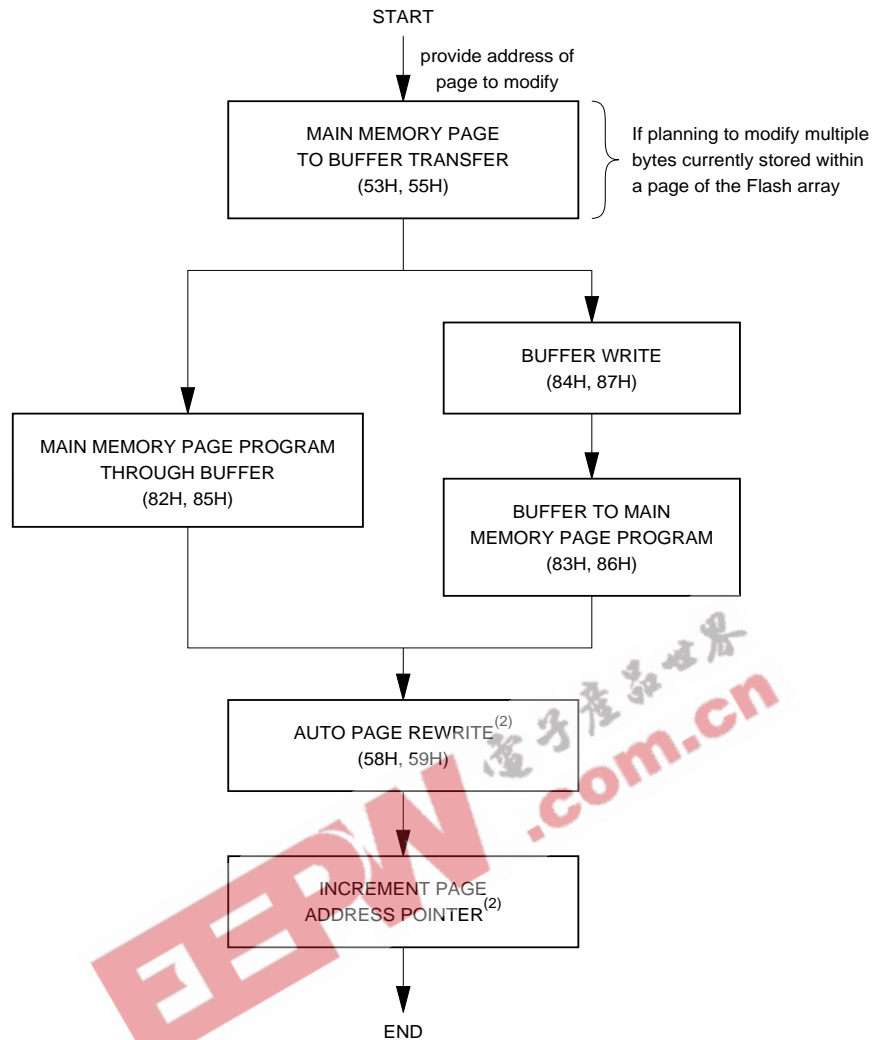 START
provide address of
page to modify
MAIN MEMORY PAGE
TO BUFFER TRANSFER
(53H, 55H)
If planning to modify multiple
bytes currently stored within
a page of the Flash array
BUFFER WRITE
(84H, 87H)
MAIN MEMORY PAGE PROGRAM
THROUGH BUFFER
(82H, 85H)
BUFFER TO MAIN
MEMORY PAGE PROGRAM
(83H, 86H)
AUTO PAGE REWRITE(2)
(58H, 59H)
電子產品世界
EEPW.com.cn
INCREMENT PAGE
ADDRESS POINTER(2)
END